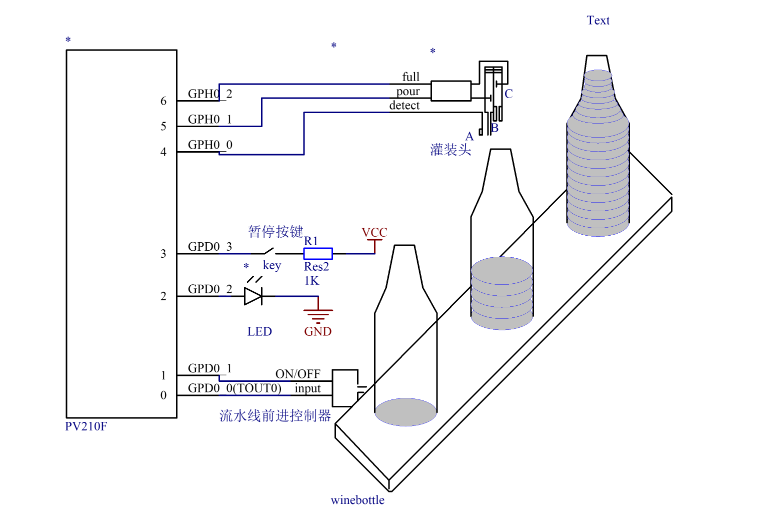 Text
*
*
*
full
6
GPH0_2
pour
C
5
GPH0_1
detect
B
A
4
GPH0_0
灌装头
暂停按键
VCC
R1
3
GPD0_3
key
Res2
*
1K
2
GPD0_2
LED
GND
1
GPD0_1
ON/OFF
0
GPD0_0(TOUT0)
input
流水线前进控制器
PV210F
winebottle